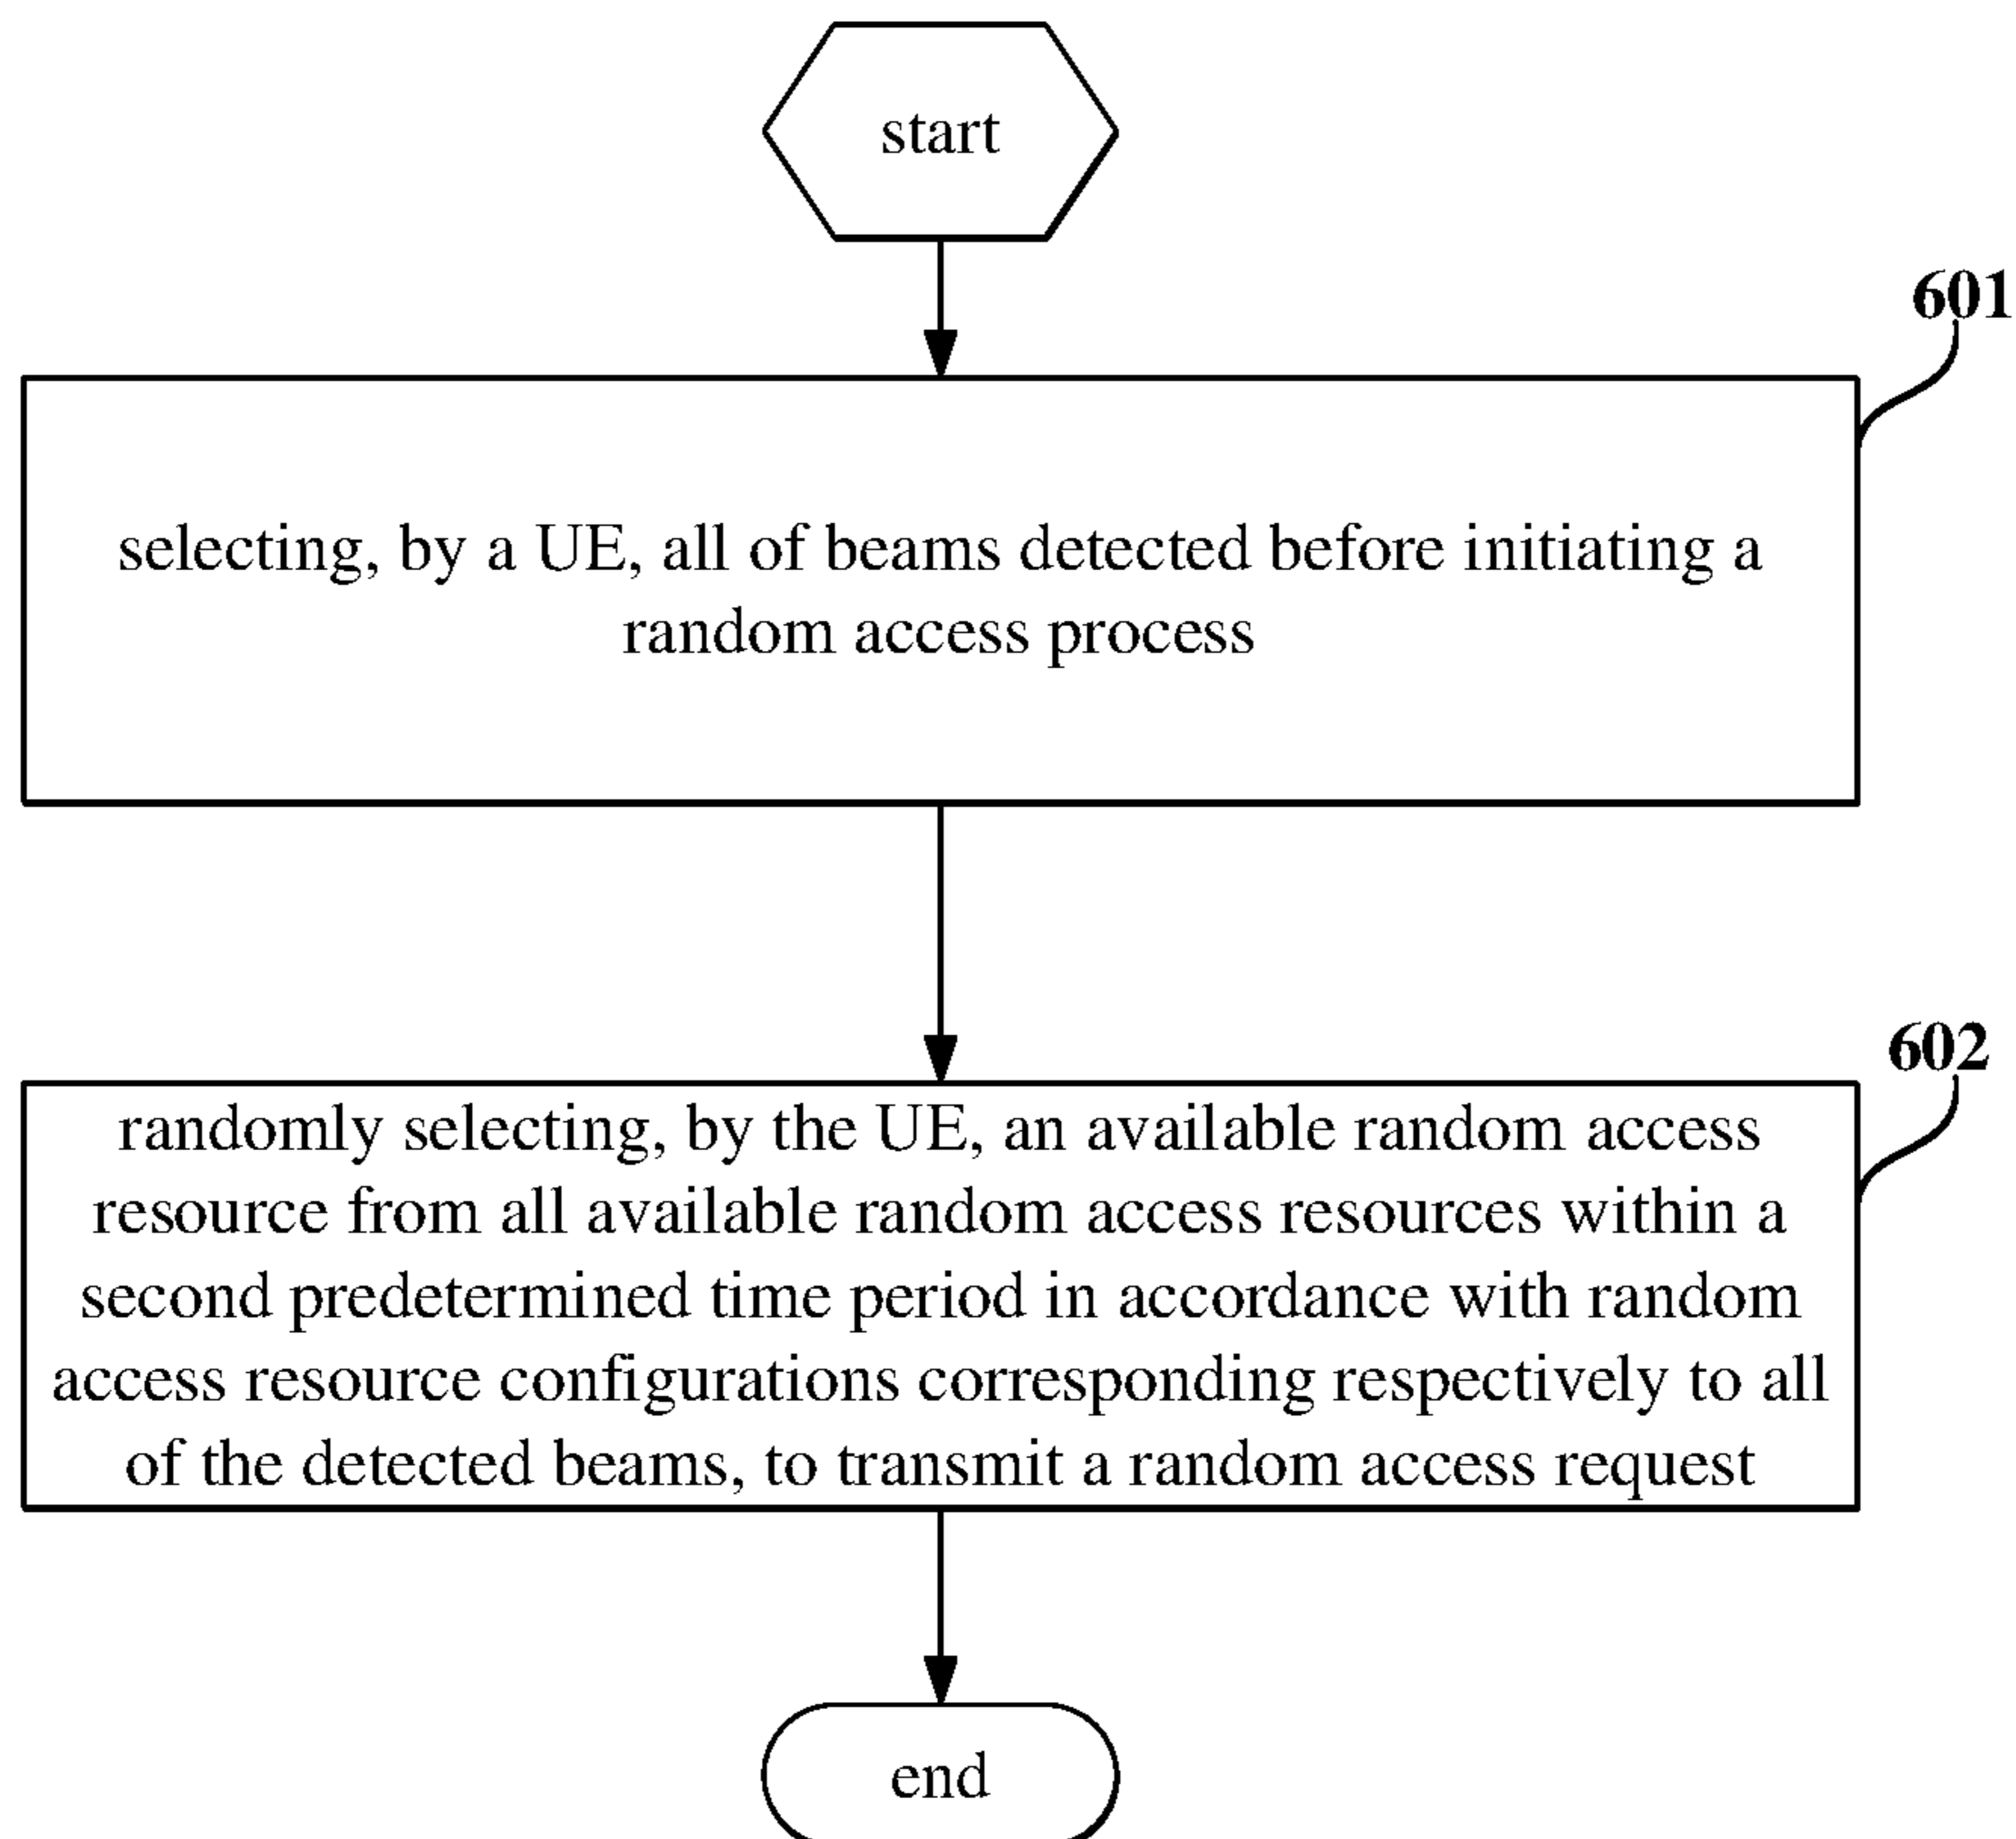 start
601
selecting, by a UE, all of beams detected before initiating a
random access process
602
randomly selecting, by the UE, an available random access
resource from all available random access resources within a
second predetermined time period in accordance with random
access resource configurations corresponding respectively to all
of the detected beams, to transmit a random access request
end